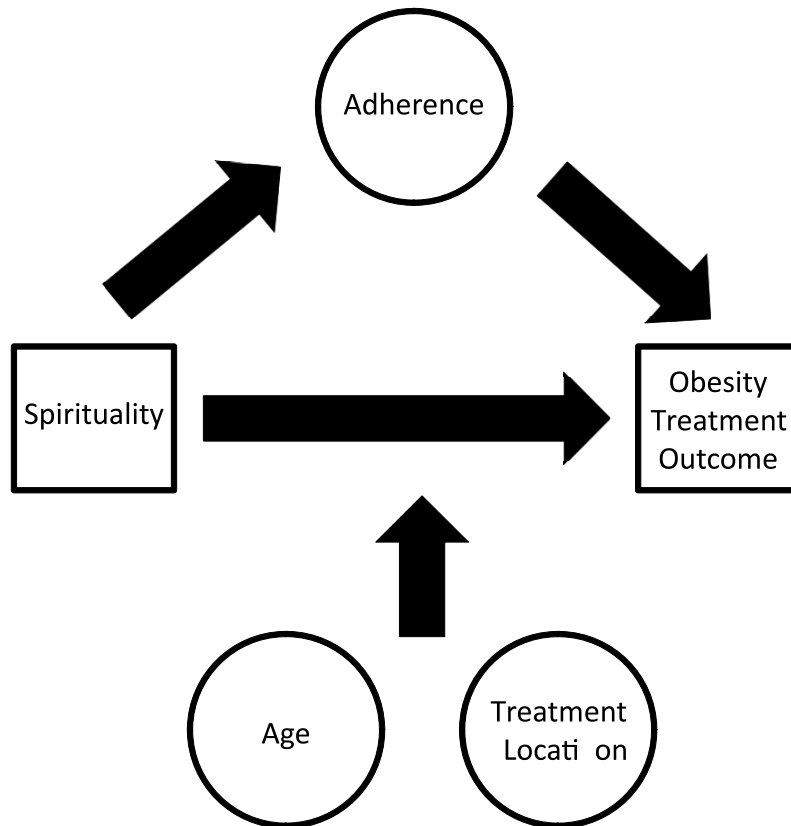 Adherence
Spirituality
Obesity
Treatment
Outcome
Age
Treatment
Locati on